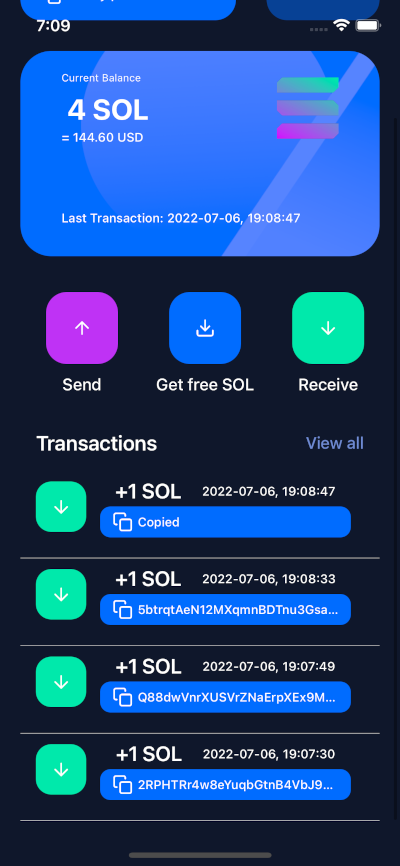 7:09
Current Balance
4 SOL
= 144.60 USD
Last Transaction: 2022-07-06, 19:08:47
Send
Get free SOL
Receive
Transactions
View all
+1 SOL 2022-07-06, 19:08:47
Copied
+1 SOL 2022-07-06, 19:08:33
5btrqtAeN12MXqmnBDTnu3Gsa...
+1 SOL 2022-07-06, 19:07:49
Q88dwVnrXUSVrZNaErpXEx9M...
+1 SOL 2022-07-06, 19:07:30
2RPHTRr4w8eYuqbGtnB4VbJ9...